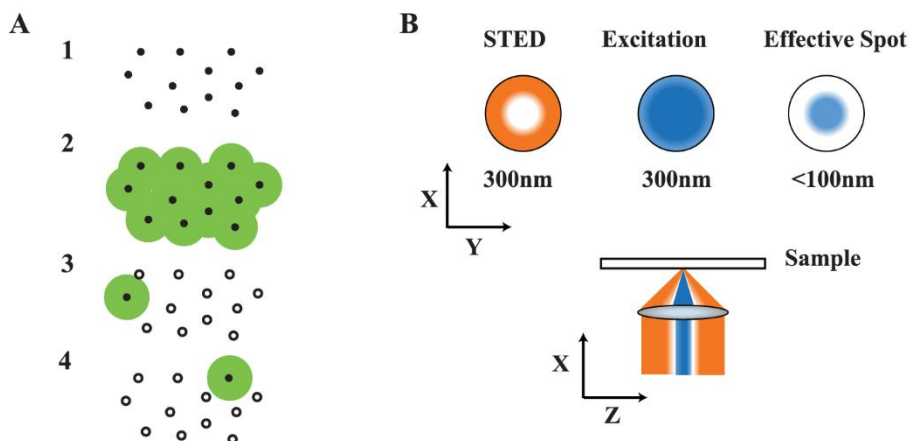 A
1
2
3
4
B
STED Excitation Effective Spot
300nm 300nm <100nm
X
Y
Sample
X
Z